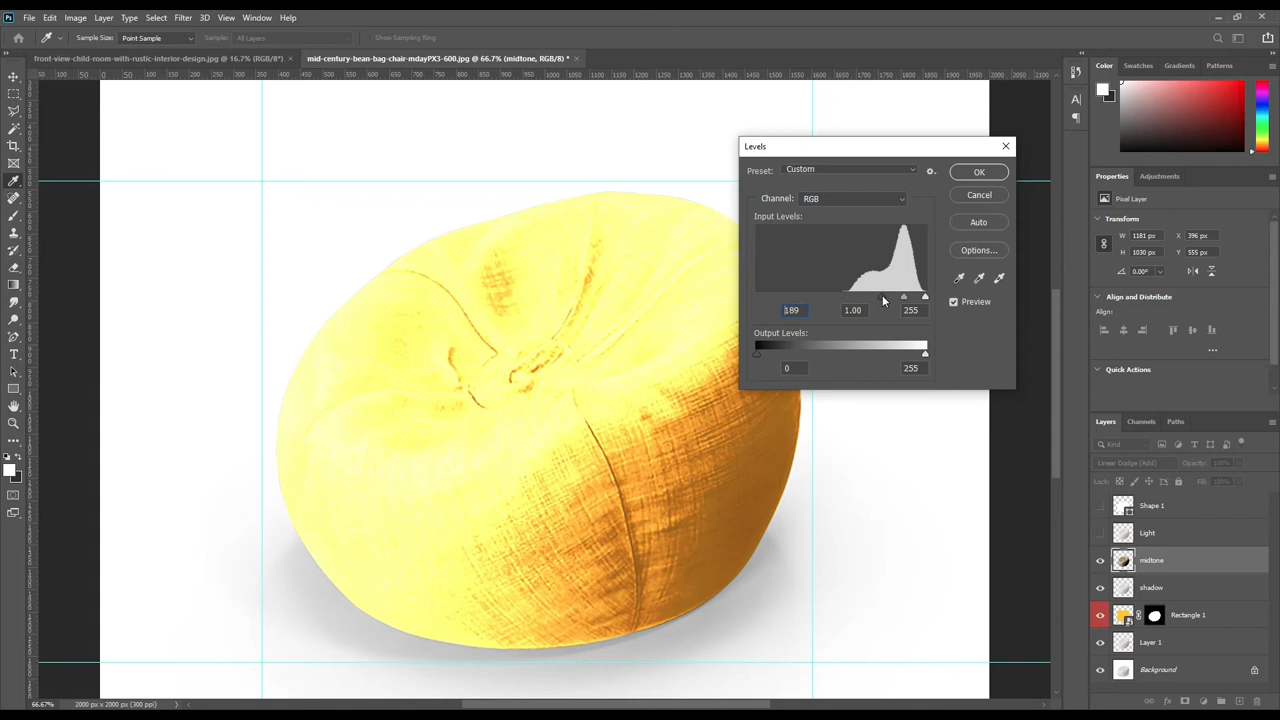 Ps File Edit Image Layer Type Select Filter 3D View Window Help
Sample Size: Point Sample Sample: All Layers Show Sampling Ring
front-view-child-room-with-rustic-interior-design.jpg @ 16.7% (RGB/8*) × mid-century-bean-bag-chair-mdayPX3-600.jpg @ 66.7% (midtone, RGB/8) * ×
Levels
Preset: Custom
Channel: RGB
Input Levels:
189 1.00 255
Output Levels:
0 255
OK
Cancel
Auto
Options...
Preview
Color Swatches Gradients Patterns
Properties Adjustments
Pixel Layer
Transform
W 1181 px X 396 px
H 1030 px Y 555 px
0.00°
Align and Distribute
Align:
...
Quick Actions
Layers Channels Paths
Kind
Linear Dodge (Add) Opacity: 100%
Lock: Fill: 100%
Shape 1
Light
midtone
shadow
Rectangle 1
Layer 1
Background
66.67% 2000 px x 2000 px (300 ppi)